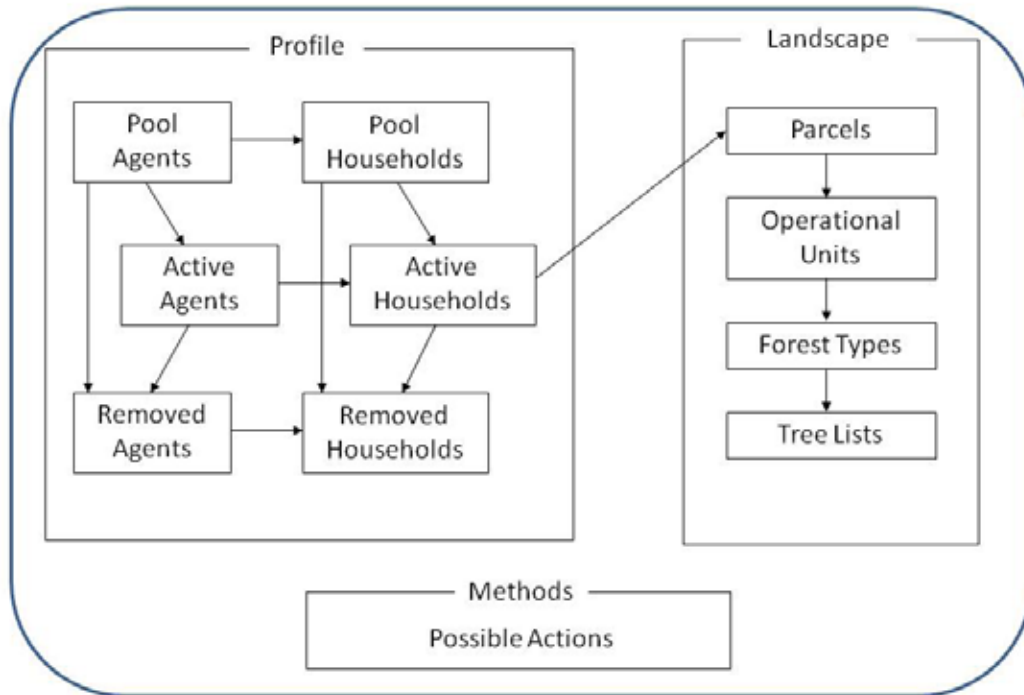 Profile
Pool
Agents
Pool
Households
Active
Agents
Active
Households
Removed
Agents
Removed
Households
Landscape
Parcels
Operational
Units
Forest Types
Tree Lists
Methods
Possible Actions